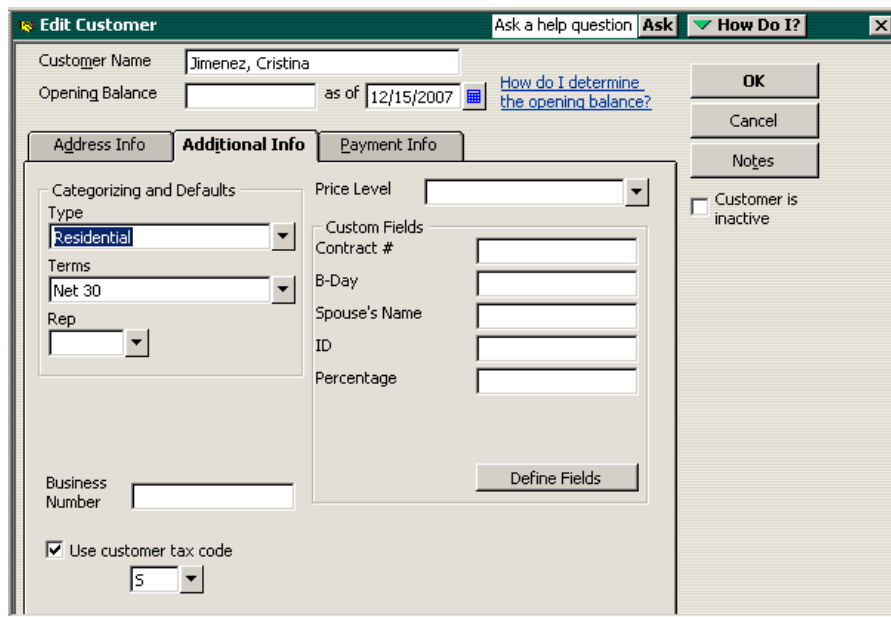 Edit Customer
Ask a help question Ask How Do I?
Customer Name Jimenez, Cristina
Opening Balance as of 12/15/2007
How do I determine
the opening balance?
OK
Cancel
Notes
Customer is
inactive
Address Info Additional Info Payment Info
Categorizing and Defaults
Type
Residential
Terms
Net 30
Rep
Price Level
Custom Fields
Contract #
B-Day
Spouse's Name
ID
Percentage
Define Fields
Business
Number
Use customer tax code
S